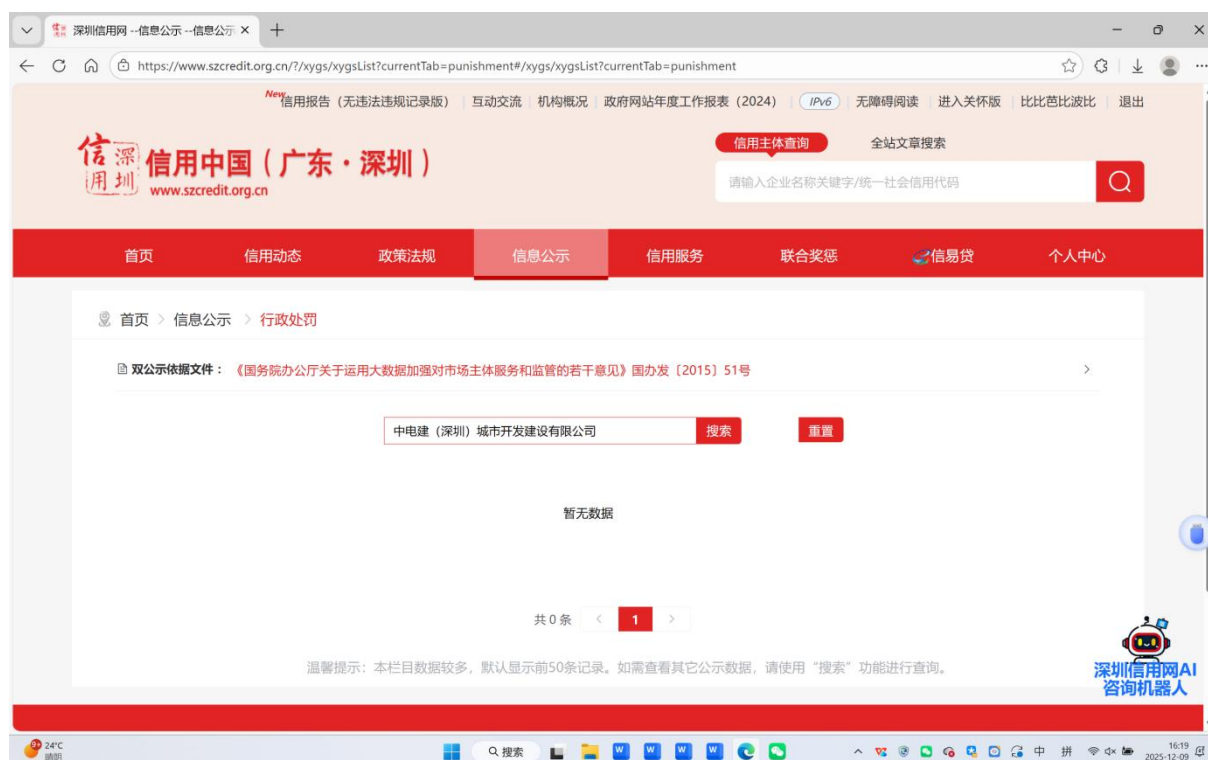 深圳信用网 --信息公示 --信息公示
https://www.szcredit.org.cn/?/xygs/xygsList?currentTab=punishment#/xygs/xygsList?currentTab=punishment
New信用报告（无违法违规记录版） 互动交流 机构概况 政府网站年度工作报表（2024） IPv6 无障碍阅读 进入关怀版 比比芭比波比 退出
信用 深圳 信用中国（广东·深圳）
www.szcredit.org.cn
信用主体查询 全站文章搜索
请输入企业名称关键字/统一社会信用代码
首页 信用动态 政策法规 信息公示 信用服务 联合奖惩 信易贷 个人中心
首页 > 信息公示 > 行政处罚
双公示依据文件： 《国务院办公厅关于运用大数据加强对市场主体服务和监管的若干意见》国办发〔2015〕51号
中电建（深圳）城市开发建设有限公司 搜索 重置
暂无数据
共 0 条 < 1 >
温馨提示：本栏目数据较多，默认显示前50条记录。如需查看其它公示数据，请使用“搜索”功能进行查询。
深圳信用网AI
咨询机器人
24°C
晴朗
搜索
中 拼
16:19
2025-12-09